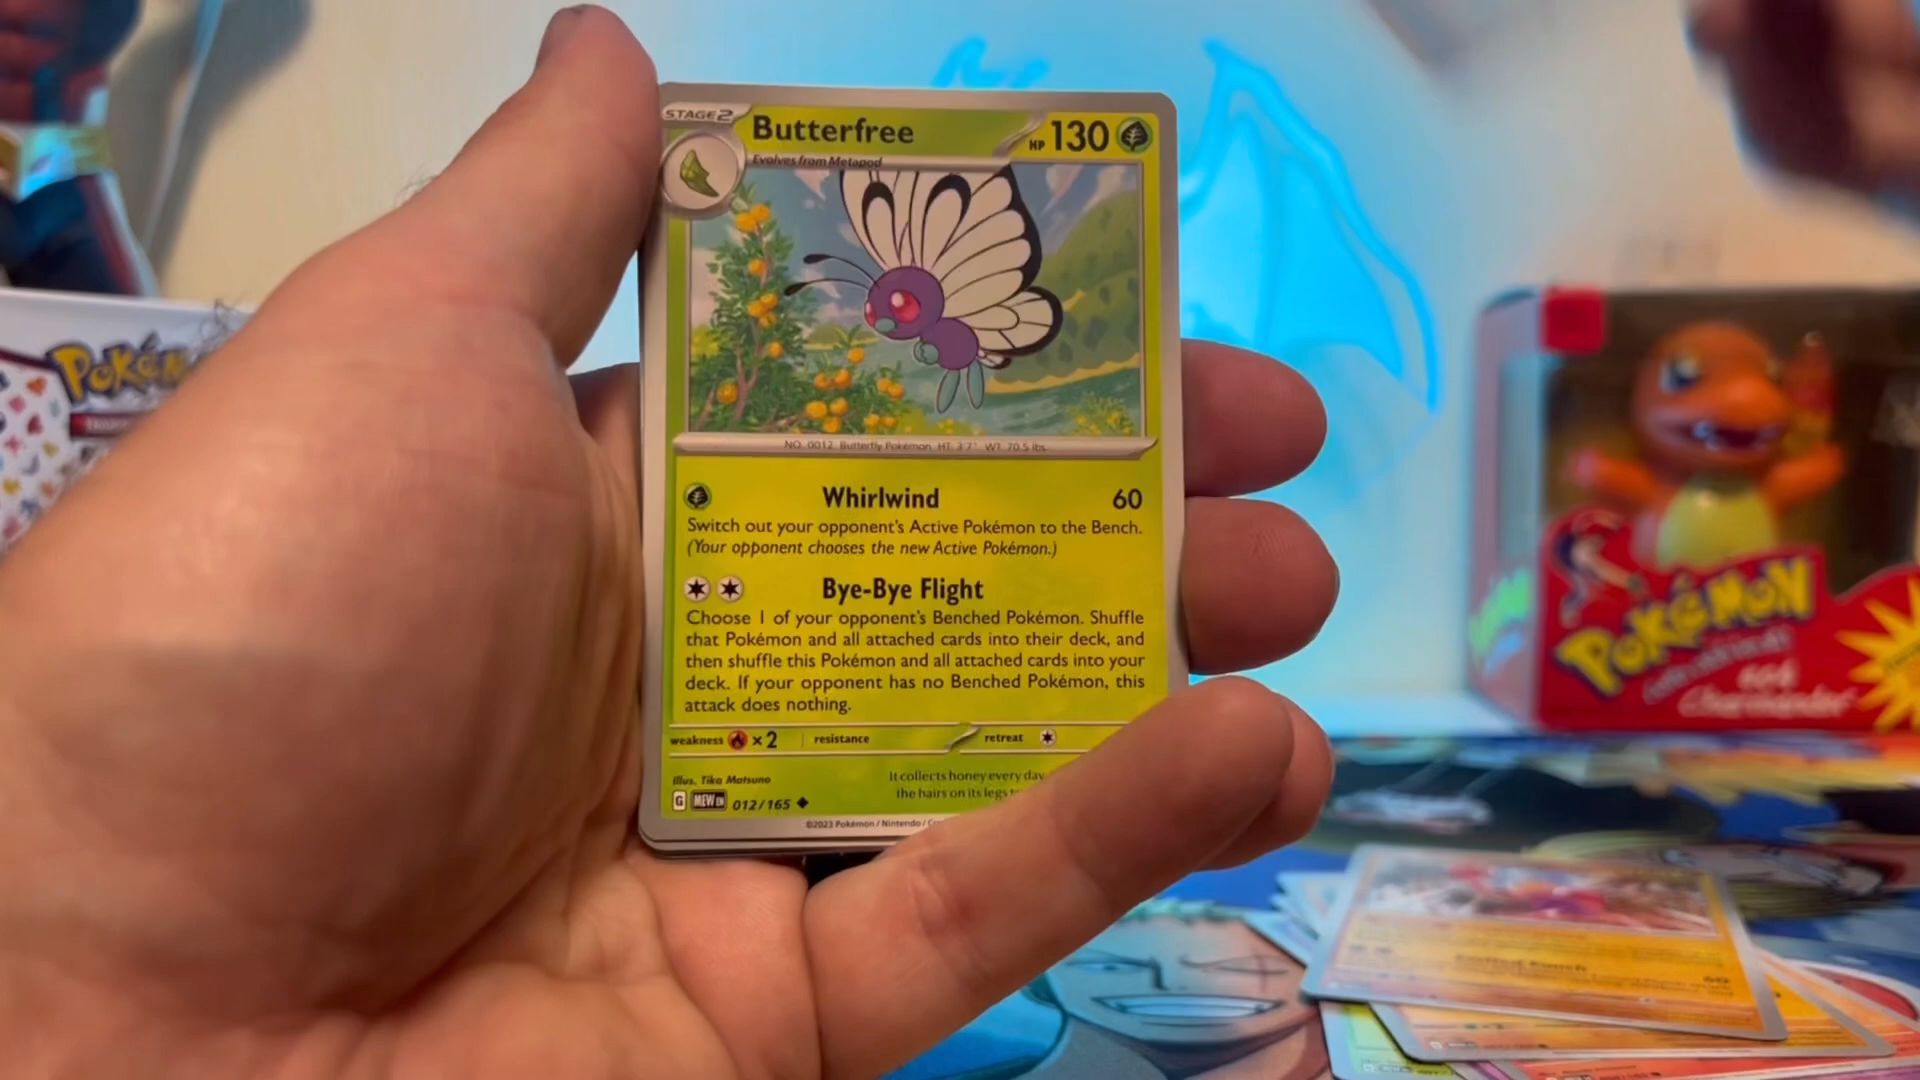 STAGE2
Butterfree
HP 130
Evolves from Metapod
NO. 0012 Butterfly Pokémon HT: 3'7" WT: 70.5 lbs.
Whirlwind 60
Switch out your opponent's Active Pokémon to the Bench.
(Your opponent chooses the new Active Pokémon.)
Bye-Bye Flight
Choose 1 of your opponent's Benched Pokémon. Shuffle
that Pokémon and all attached cards into their deck, and
then shuffle this Pokémon and all attached cards into your
deck. If your opponent has no Benched Pokémon, this
attack does nothing.
weakness ×2 resistance retreat
Illus. Tika Matsuno
It collects honey every day
the hairs on its legs
G MEW EN 012/165
©2023 Pokémon / Nintendo /
Pokém
POKéMON
#04
Charmander
60